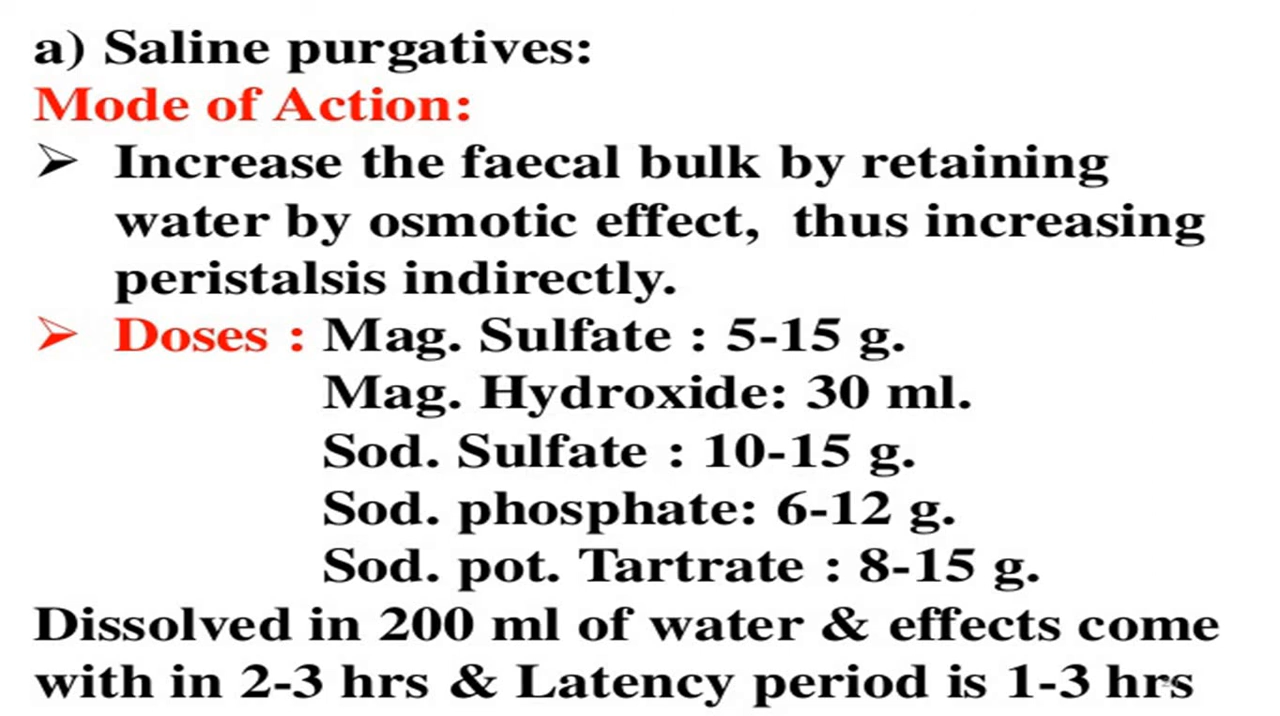 a) Saline purgatives:
Mode of Action:
➢ Increase the faecal bulk by retaining
water by osmotic effect, thus increasing
peristalsis indirectly.
➢ Doses : Mag. Sulfate : 5-15 g.
Mag. Hydroxide: 30 ml.
Sod. Sulfate : 10-15 g.
Sod. phosphate: 6-12 g.
Sod. pot. Tartrate : 8-15 g.
Dissolved in 200 ml of water & effects come
with in 2-3 hrs & Latency period is 1-3 hrs